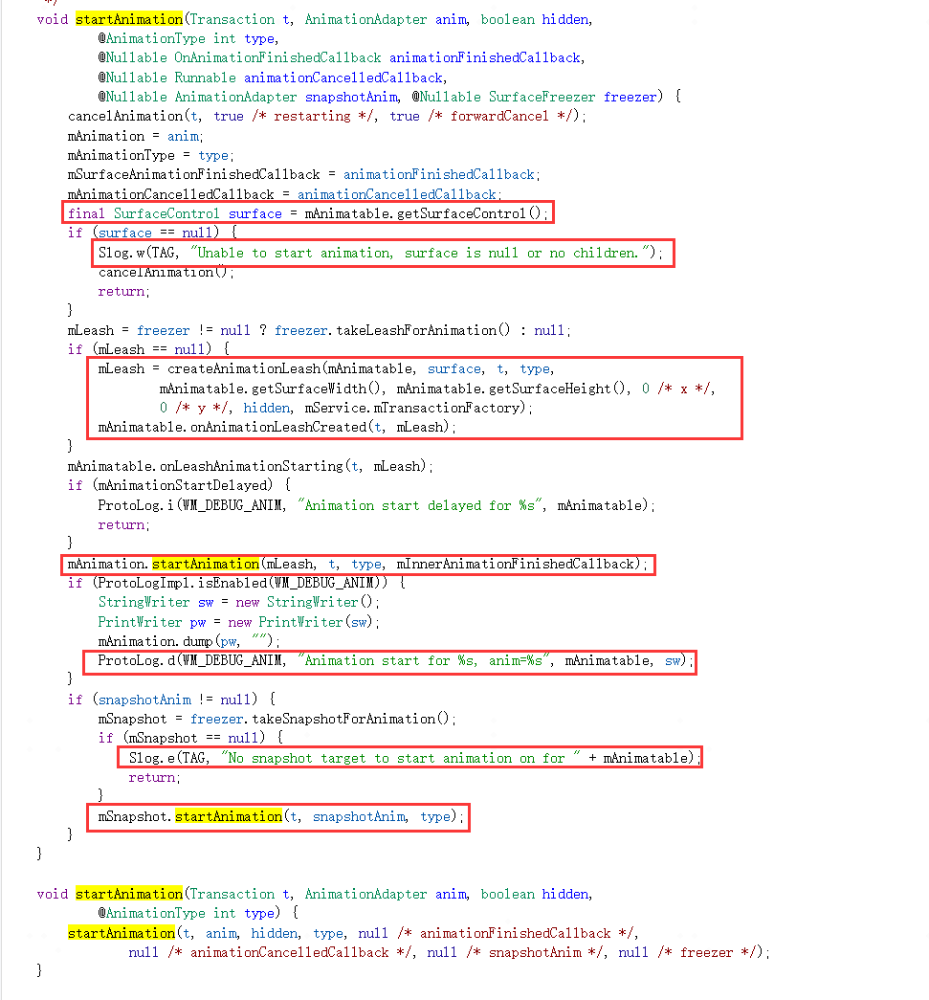 */
void startAnimation(Transaction t, AnimationAdapter anim, boolean hidden,
@AnimationType int type,
@Nullable OnAnimationFinishedCallback animationFinishedCallback,
@Nullable Runnable animationCancelledCallback,
@Nullable AnimationAdapter snapshotAnim, @Nullable SurfaceFreezer freezer) {
cancelAnimation(t, true /* restarting */, true /* forwardCancel */);
mAnimation = anim;
mAnimationType = type;
mSurfaceAnimationFinishedCallback = animationFinishedCallback;
mAnimationCancelledCallback = animationCancelledCallback;
final SurfaceControl surface = mAnimatable.getSurfaceControl();
if (surface == null) {
Slog.w(TAG, "Unable to start animation, surface is null or no children.");
cancelAnimation();
return;
}
mLeash = freezer != null ? freezer.takeLeashForAnimation() : null;
if (mLeash == null) {
mLeash = createAnimationLeash(mAnimatable, surface, t, type,
mAnimatable.getSurfaceWidth(), mAnimatable.getSurfaceHeight(), 0 /* x */,
0 /* y */, hidden, mService.mTransactionFactory);
mAnimatable.onAnimationLeashCreated(t, mLeash);
}
mAnimatable.onLeashAnimationStarting(t, mLeash);
if (mAnimationStartDelayed) {
ProtoLog.i(WM_DEBUG_ANIM, "Animation start delayed for %s", mAnimatable);
return;
}
mAnimation.startAnimation(mLeash, t, type, mInnerAnimationFinishedCallback);
if (ProtoLogImpl.isEnabled(WM_DEBUG_ANIM)) {
StringWriter sw = new StringWriter();
PrintWriter pw = new PrintWriter(sw);
mAnimation.dump(pw, "");
ProtoLog.d(WM_DEBUG_ANIM, "Animation start for %s, anim=%s", mAnimatable, sw);
}
if (snapshotAnim != null) {
mSnapshot = freezer.takeSnapshotForAnimation();
if (mSnapshot == null) {
Slog.e(TAG, "No snapshot target to start animation on for " + mAnimatable);
return;
}
mSnapshot.startAnimation(t, snapshotAnim, type);
}
}
void startAnimation(Transaction t, AnimationAdapter anim, boolean hidden,
@AnimationType int type) {
startAnimation(t, anim, hidden, type, null /* animationFinishedCallback */,
null /* animationCancelledCallback */, null /* snapshotAnim */, null /* freezer */);
}